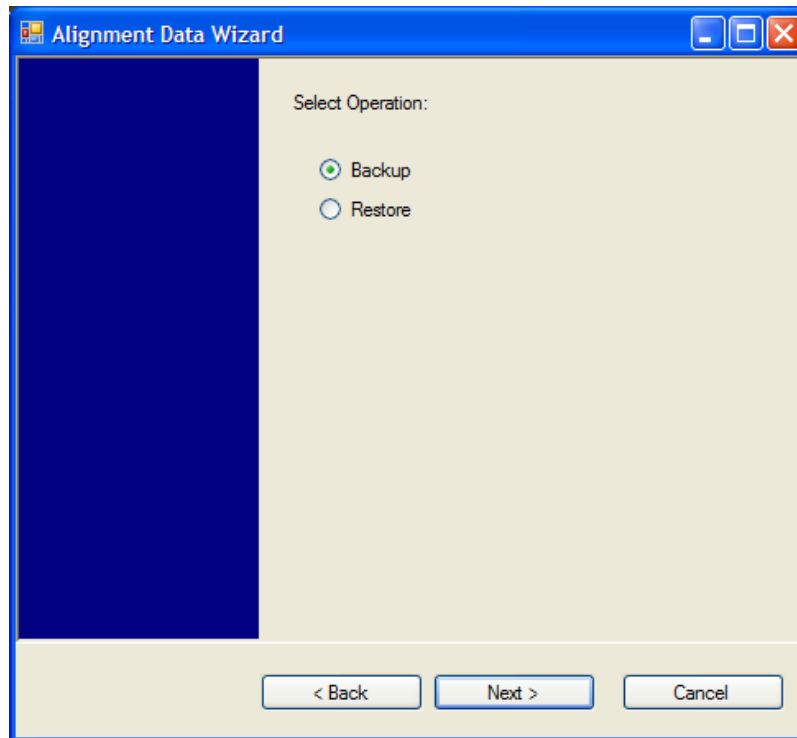 Alignment Data Wizard
Select Operation:
Backup
Restore
< Back
Next >
Cancel